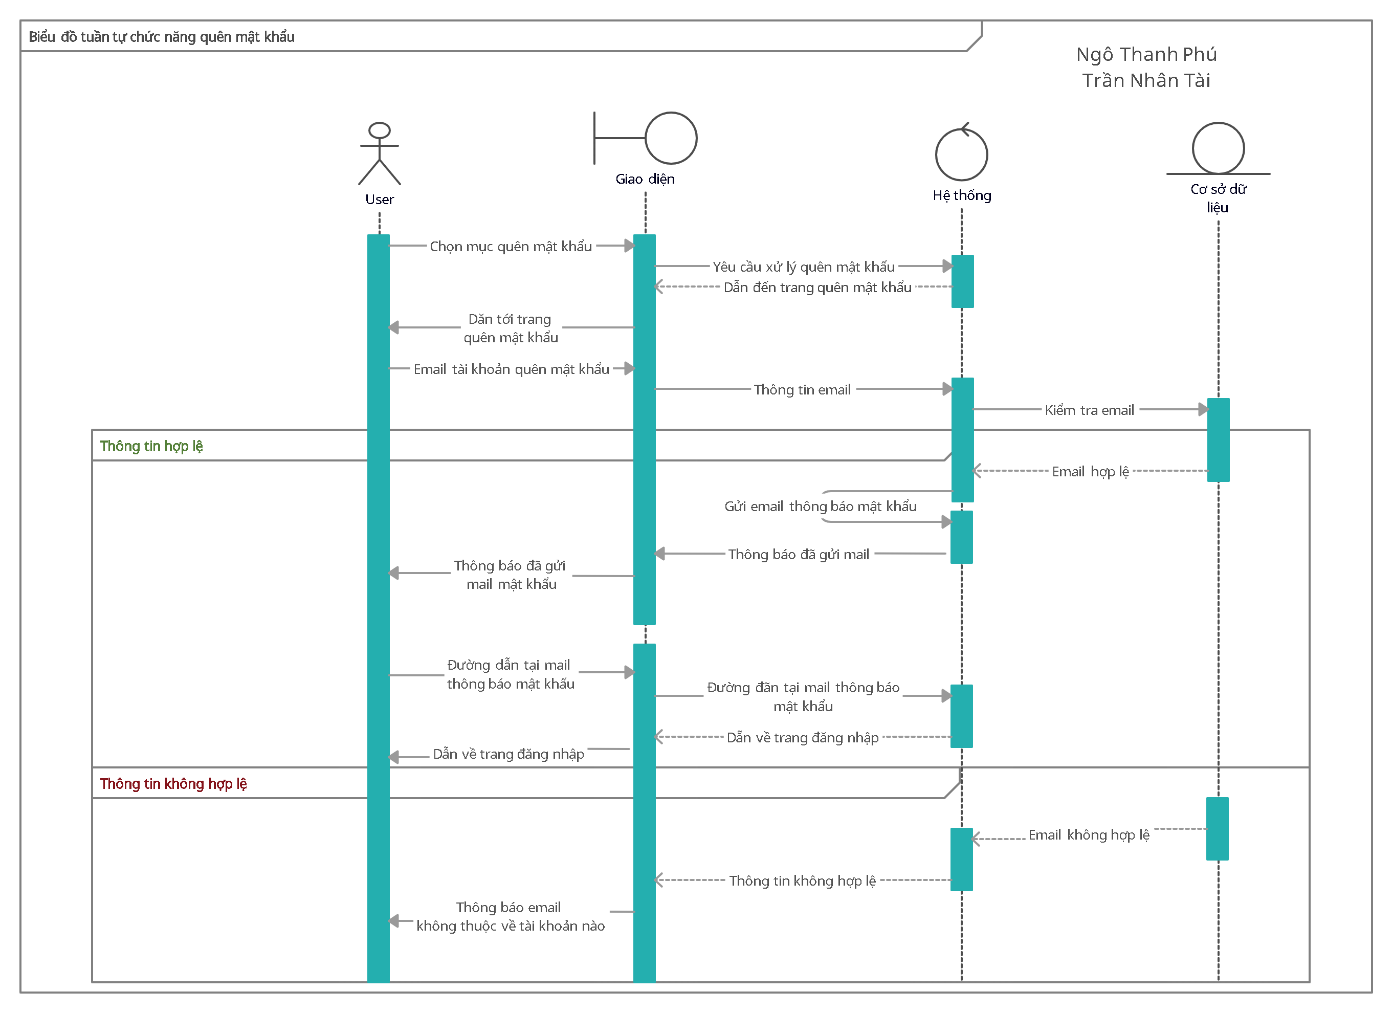 Biểu đồ tuần tự chức năng quên mật khẩu
Ngô Thanh Phú
Trần Nhân Tài
User
Giao diện
Hệ thống
Cơ sở dữ
liệu
Chọn mục quên mật khẩu
Yêu cầu xử lý quên mật khẩu
Dẫn đến trang quên mật khẩu
Dẫn tới trang
quên mật khẩu
Email tài khoản quên mật khẩu
Thông tin email
Kiểm tra email
Thông tin hợp lệ
Email hợp lệ
Gửi email thông báo mật khẩu
Thông báo đã gửi mail
Thông báo đã gửi
mail mật khẩu
Đường dẫn tại mail
thông báo mật khẩu
Đường đần tại mail thông báo
mật khẩu
Dẫn về trang đăng nhập
Dẫn về trang đăng nhập
Thông tin không hợp lệ
Email không hợp lệ
Thông tin không hợp lệ
Thông báo email
không thuộc về tài khoản nào